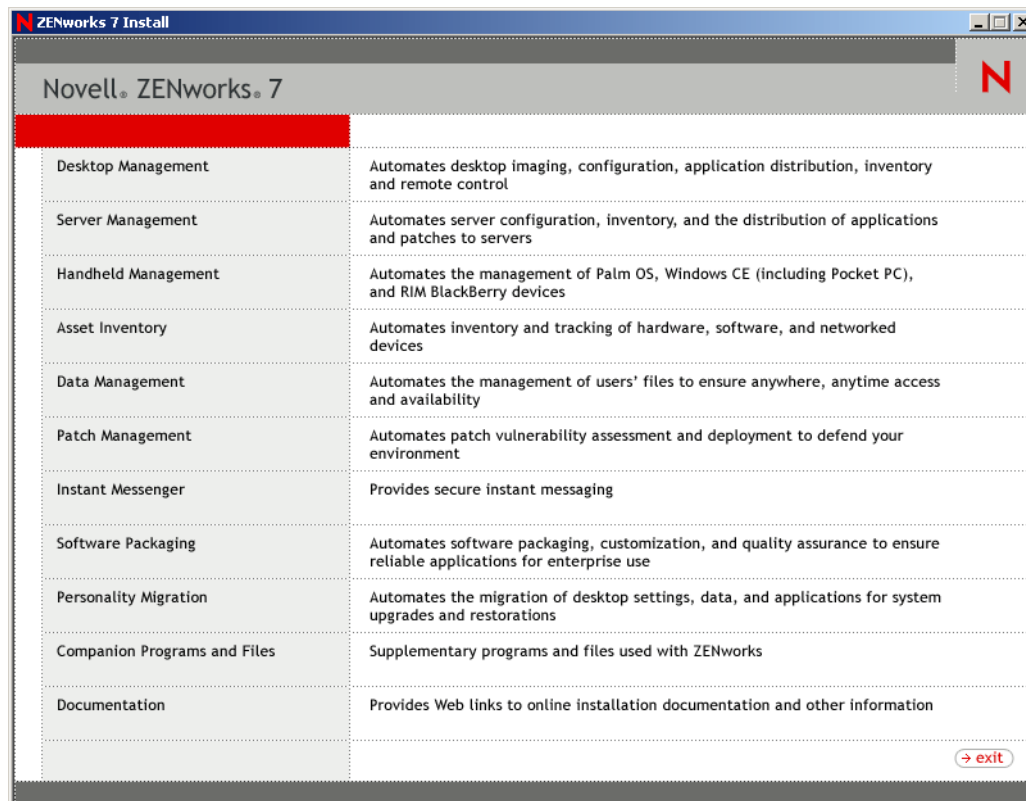 ZENworks 7 Install
Novell® ZENworks® 7
N
Desktop Management
Automates desktop imaging, configuration, application distribution, inventory
and remote control
Server Management
Automates server configuration, inventory, and the distribution of applications
and patches to servers
Handheld Management
Automates the management of Palm OS, Windows CE (including Pocket PC),
and RIM BlackBerry devices
Asset Inventory
Automates inventory and tracking of hardware, software, and networked
devices
Data Management
Automates the management of users’ files to ensure anywhere, anytime access
and availability
Patch Management
Automates patch vulnerability assessment and deployment to defend your
environment
Instant Messenger
Provides secure instant messaging
Software Packaging
Automates software packaging, customization, and quality assurance to ensure
reliable applications for enterprise use
Personality Migration
Automates the migration of desktop settings, data, and applications for system
upgrades and restorations
Companion Programs and Files
Supplementary programs and files used with ZENworks
Documentation
Provides Web links to online installation documentation and other information
exit